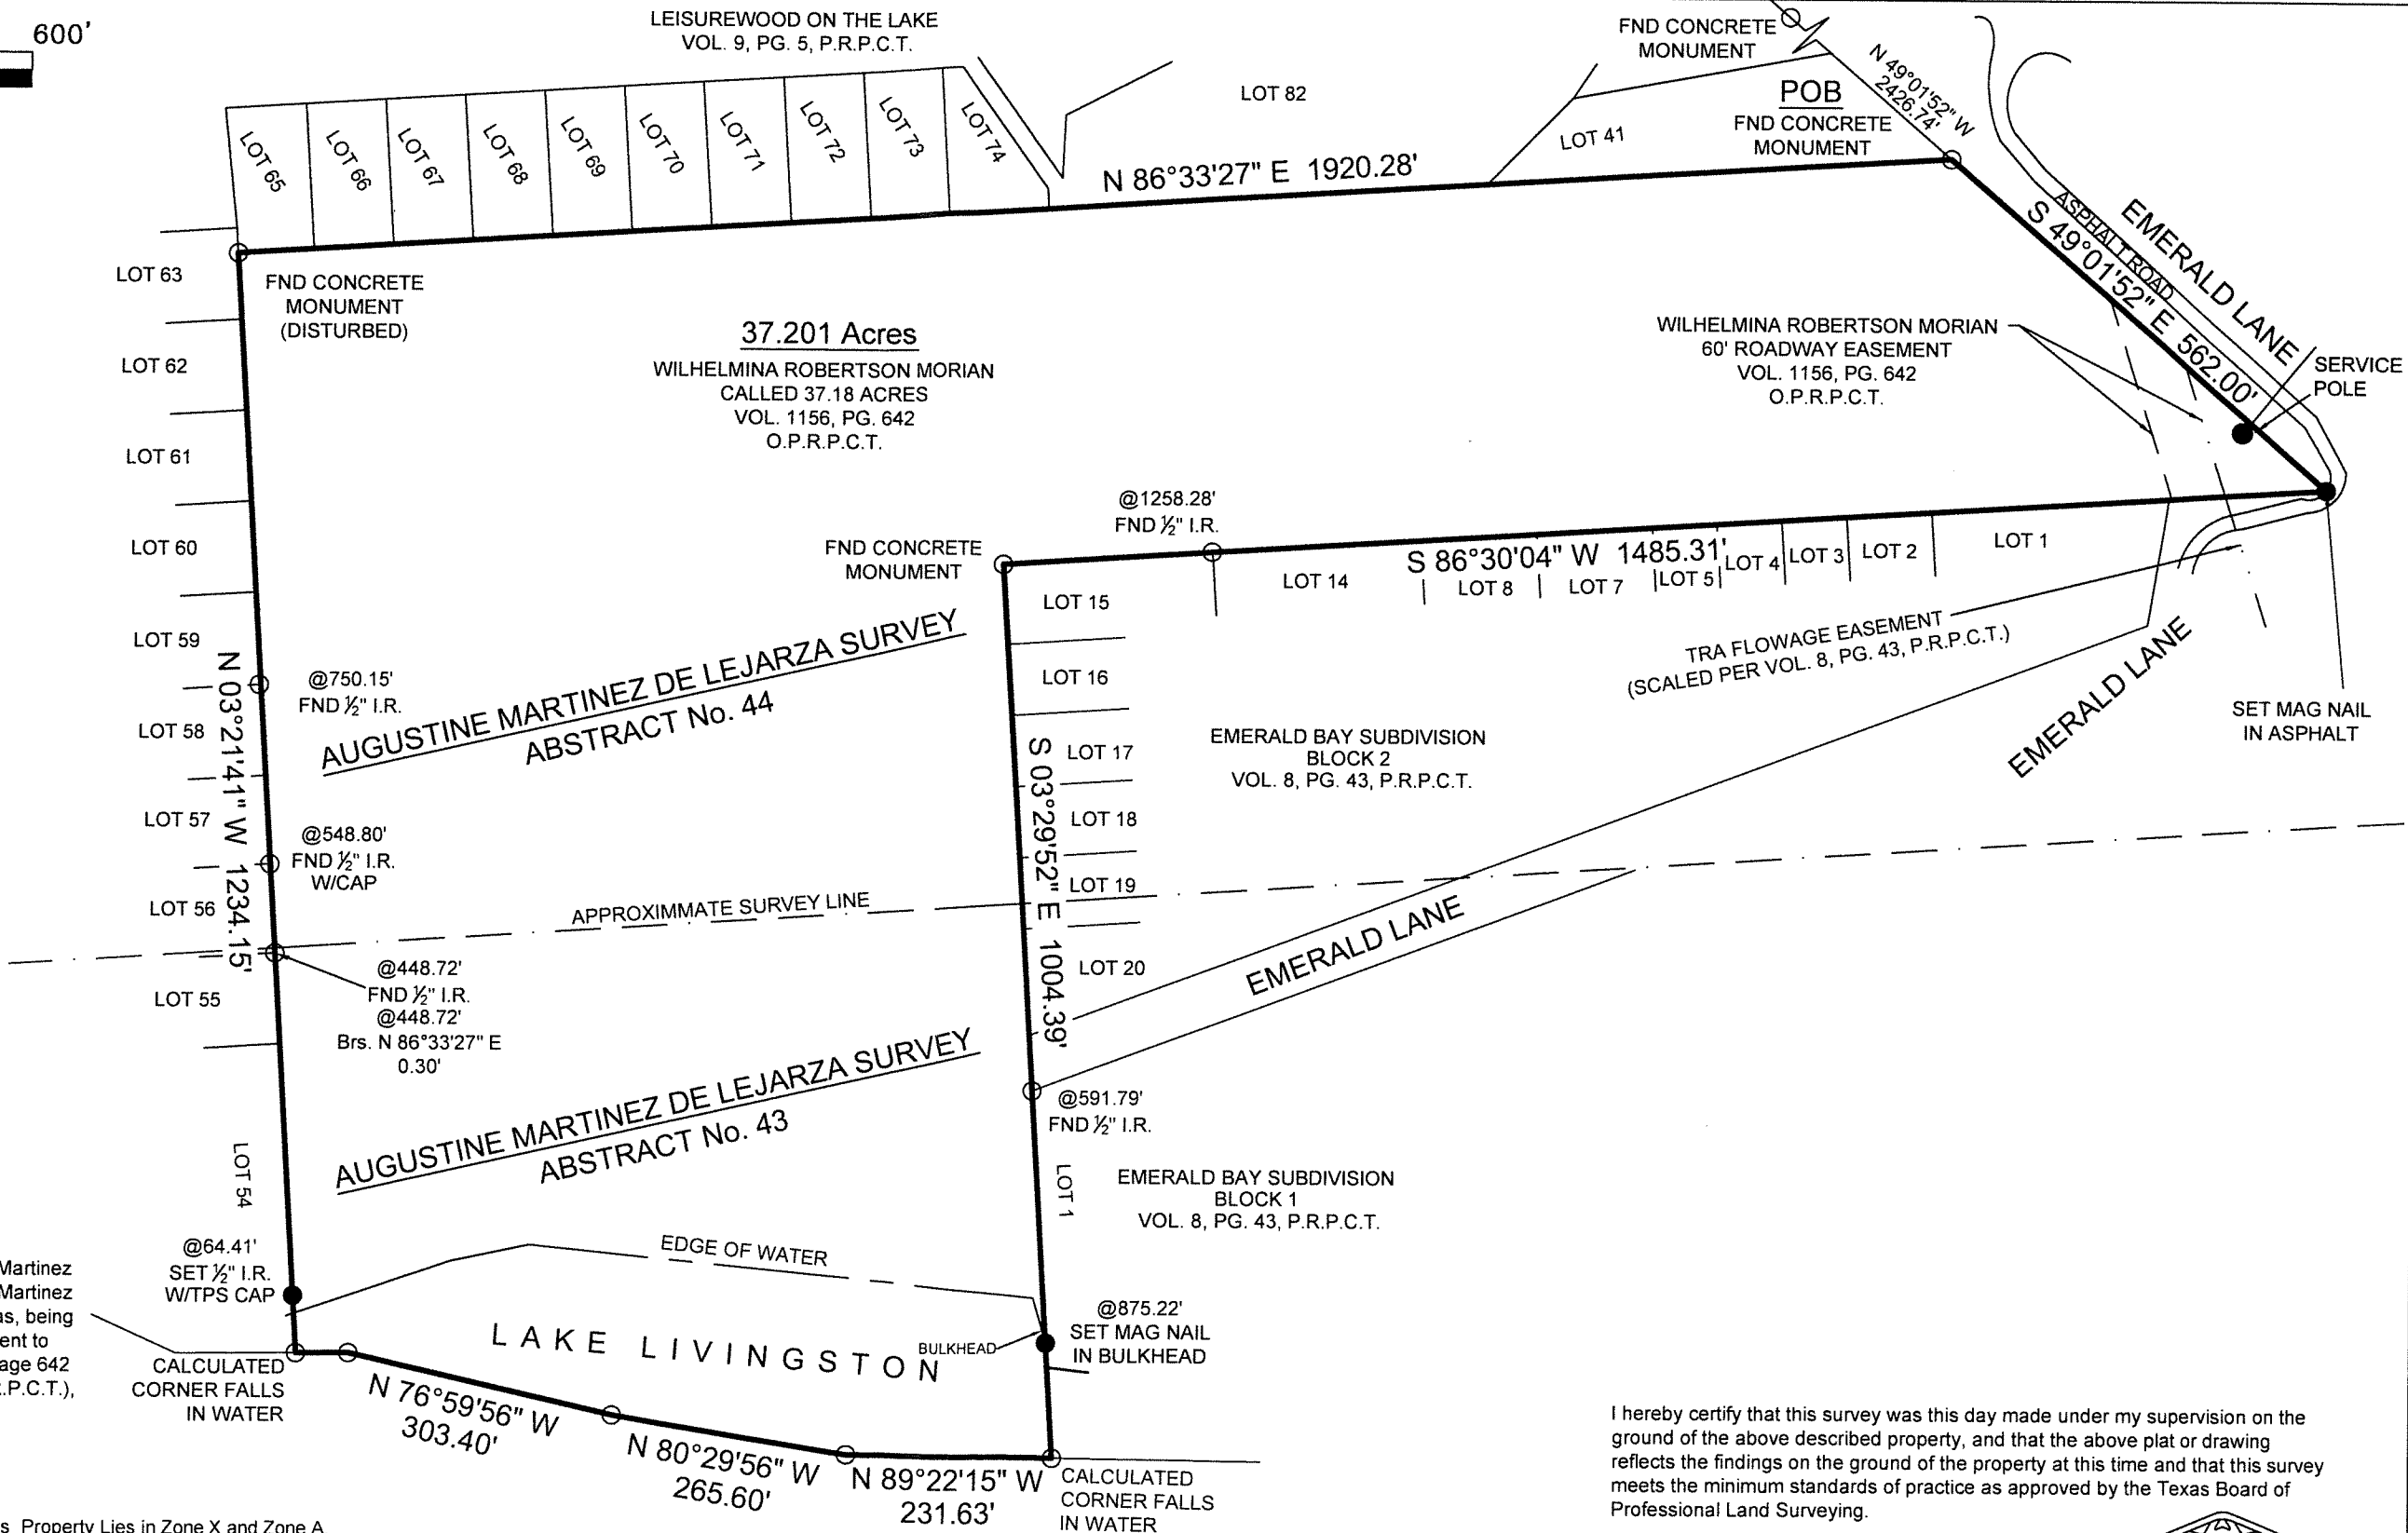 600'
LEISUREWOOD ON THE LAKE
VOL. 9, PG. 5, P.R.P.C.T.
FND CONCRETE
MONUMENT
N 49°01'52" W
2426.74'
LOT 82
POB
FND CONCRETE
MONUMENT
LOT 41
LOT 65
LOT 66
LOT 67
LOT 68
LOT 69
LOT 70
LOT 71
LOT 72
LOT 73
LOT 74
N 86°33'27" E 1920.28'
ASPHALT ROAD
EMERALD LANE
S 49°01'52" E 562.00'
LOT 63
FND CONCRETE
MONUMENT
(DISTURBED)
37.201 Acres
WILHELMINA ROBERTSON MORIAN
CALLED 37.18 ACRES
VOL. 1156, PG. 642
O.P.R.P.C.T.
WILHELMINA ROBERTSON MORIAN
60' ROADWAY EASEMENT
VOL. 1156, PG. 642
O.P.R.P.C.T.
SERVICE
POLE
LOT 62
LOT 61
LOT 60
LOT 59
@1258.28'
FND ½" I.R.
FND CONCRETE
MONUMENT
S 86°30'04" W 1485.31'
LOT 14
LOT 8
LOT 7
LOT 5
LOT 4
LOT 3
LOT 2
LOT 1
LOT 15
LOT 16
LOT 17
LOT 18
LOT 19
LOT 20
TRA FLOWAGE EASEMENT
(SCALED PER VOL. 8, PG. 43, P.R.P.C.T.)
EMERALD LANE
SET MAG NAIL
IN ASPHALT
N 03°21'41" W 1234.15'
@750.15'
FND ½" I.R.
AUGUSTINE MARTINEZ DE LEJARZA SURVEY
ABSTRACT No. 44
S 03°29'52" E 1004.39'
EMERALD BAY SUBDIVISION
BLOCK 2
VOL. 8, PG. 43, P.R.P.C.T.
LOT 58
LOT 57
@548.80'
FND ½" I.R.
W/CAP
LOT 56
APPROXIMMATE SURVEY LINE
EMERALD LANE
@448.72'
FND ½" I.R.
@448.72'
Brs. N 86°33'27" E
0.30'
LOT 55
AUGUSTINE MARTINEZ DE LEJARZA SURVEY
ABSTRACT No. 43
@591.79'
FND ½" I.R.
LOT 54
LOT 1
EMERALD BAY SUBDIVISION
BLOCK 1
VOL. 8, PG. 43, P.R.P.C.T.
@64.41'
SET ½" I.R.
W/TPS CAP
EDGE OF WATER
@875.22'
SET MAG NAIL
IN BULKHEAD
BULKHEAD
LAKE LIVINGSTON
Martinez
Martinez
as, being
ent to
age 642
.P.C.T.),
CALCULATED
CORNER FALLS
IN WATER
N 76°59'56" W
303.40'
N 80°29'56" W
265.60'
N 89°22'15" W
231.63'
CALCULATED
CORNER FALLS
IN WATER
I hereby certify that this survey was this day made under my supervision on the
ground of the above described property, and that the above plat or drawing
reflects the findings on the ground of the property at this time and that this survey
meets the minimum standards of practice as approved by the Texas Board of
Professional Land Surveying.
s Property Lies in Zone X and Zone A